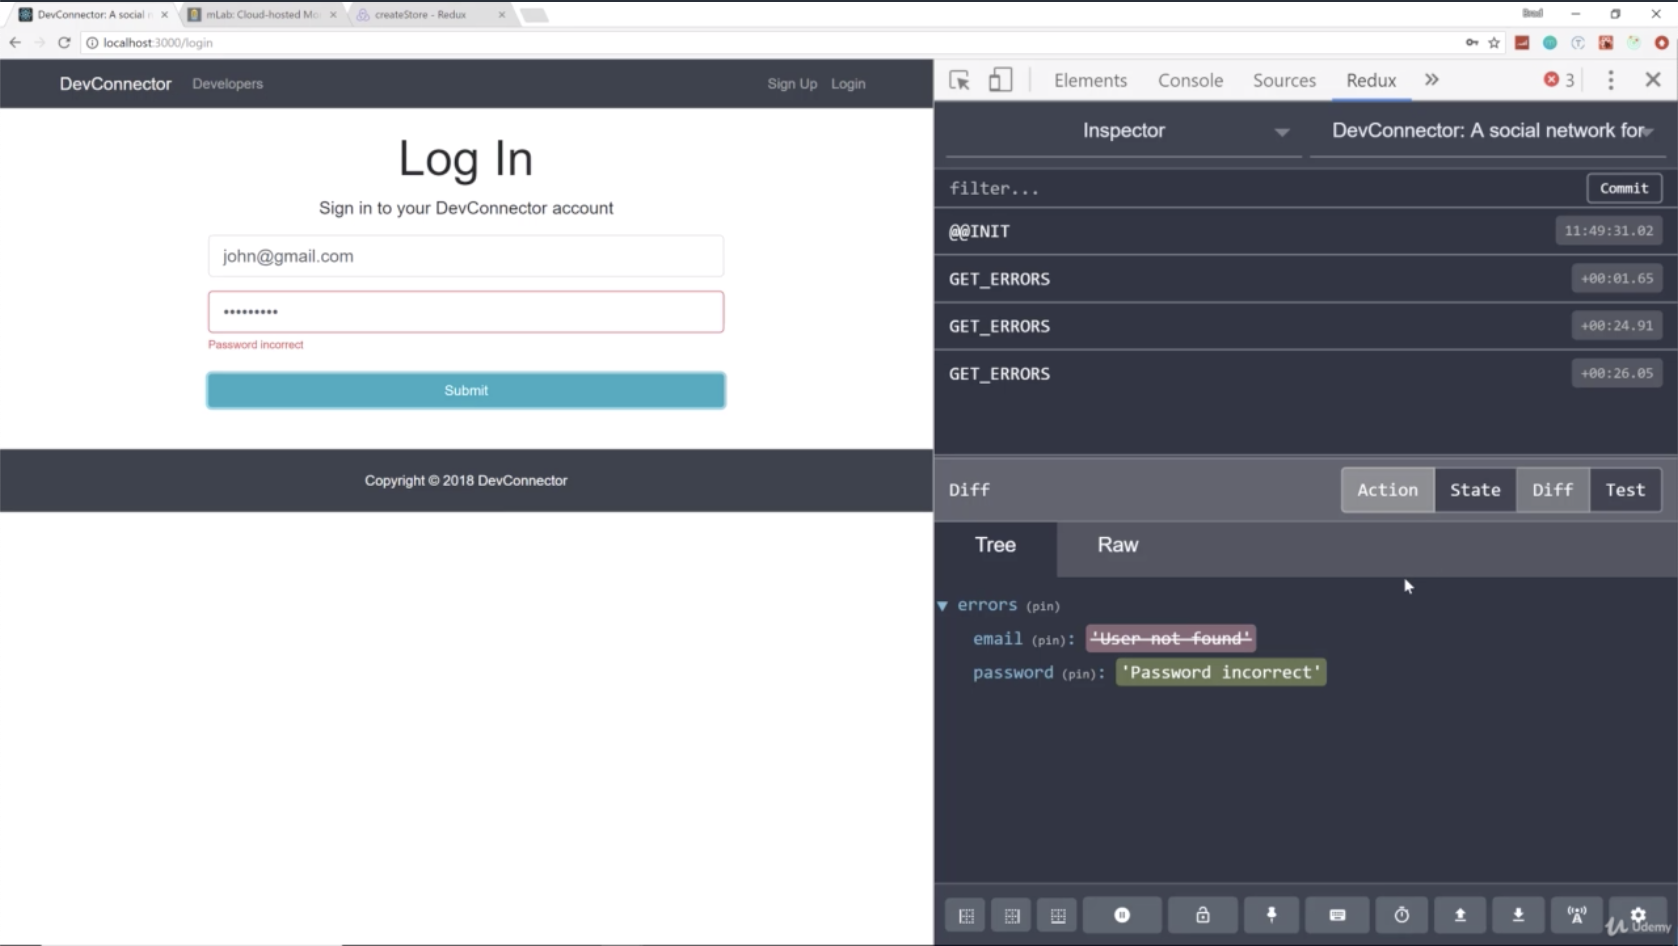 DevConnector: A social n
mLab: Cloud-hosted Mo
createStore - Redux
Brad
localhost:3000/login
DevConnector Developers Sign Up Login
Log In
Sign in to your DevConnector account
john@gmail.com
•••••••••
Password incorrect
Submit
Copyright © 2018 DevConnector
Elements Console Sources Redux » 3
Inspector DevConnector: A social network for
filter... Commit
@@INIT 11:49:31.02
GET_ERRORS +00:01.65
GET_ERRORS +00:24.91
GET_ERRORS +00:26.05
Diff Action State Diff Test
Tree Raw
errors (pin)
email (pin): 'User not found'
password (pin): 'Password incorrect'
Udemy